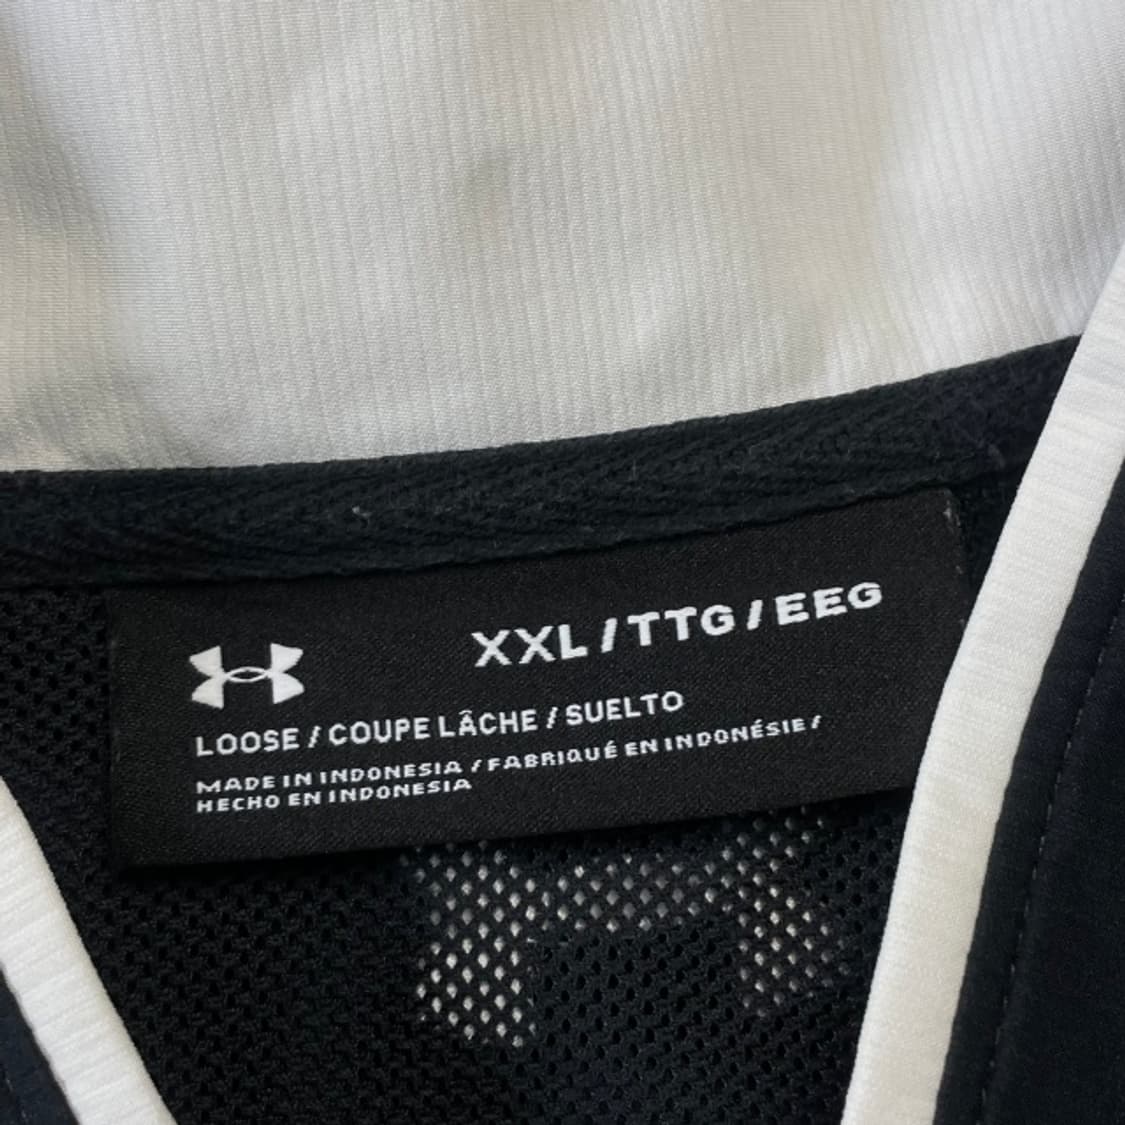 XXL / TTG / EEG
LOOSE / COUPE LÂCHE / SUELTO
MADE IN INDONESIA / FABRIQUÉ EN INDONÉSIE /
HECHO EN INDONESIA